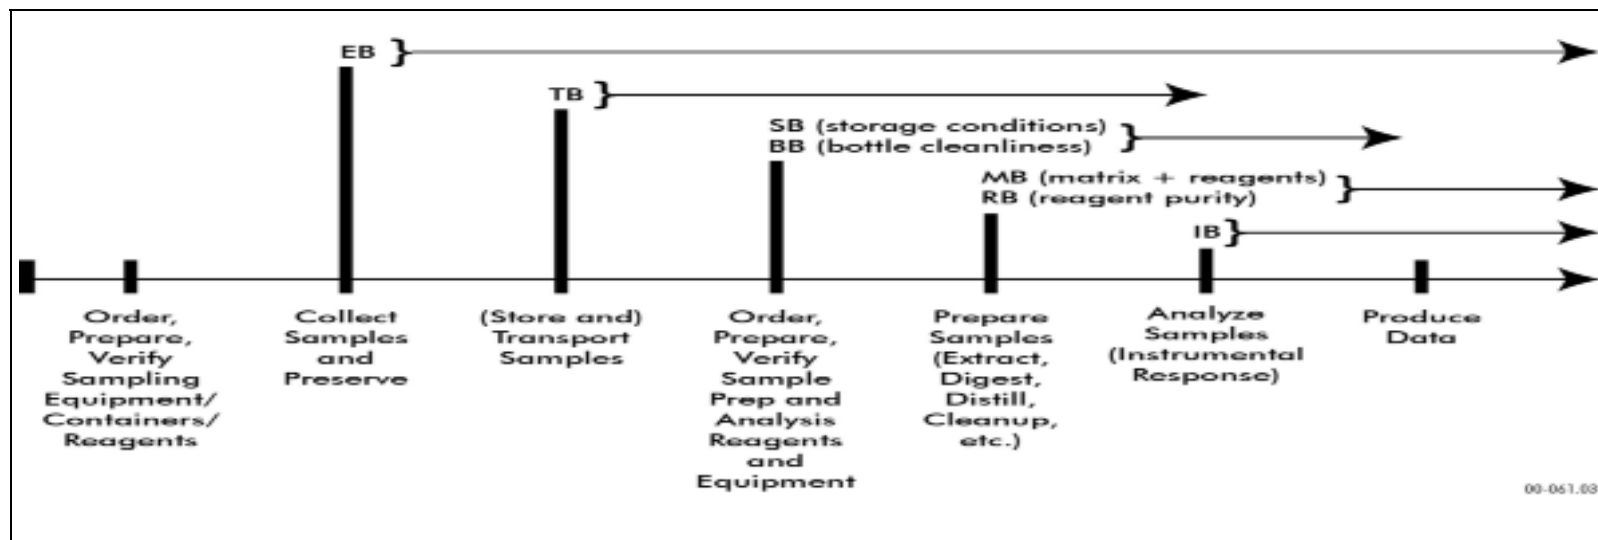 EB }
TB }
SB (storage conditions)
BB (bottle cleanliness) }
MB (matrix + reagents)
RB (reagent purity) }
IB }
Order,
Prepare,
Verify
Sampling
Equipment/
Containers/
Reagents
Collect
Samples
and
Preserve
(Store and)
Transport
Samples
Order,
Prepare,
Verify
Sample
Prep and
Analysis
Reagents
and
Equipment
Prepare
Samples
(Extract,
Digest,
Distill,
Cleanup,
etc.)
Analyze
Samples
(Instrumental
Response)
Produce
Data
00-061.03